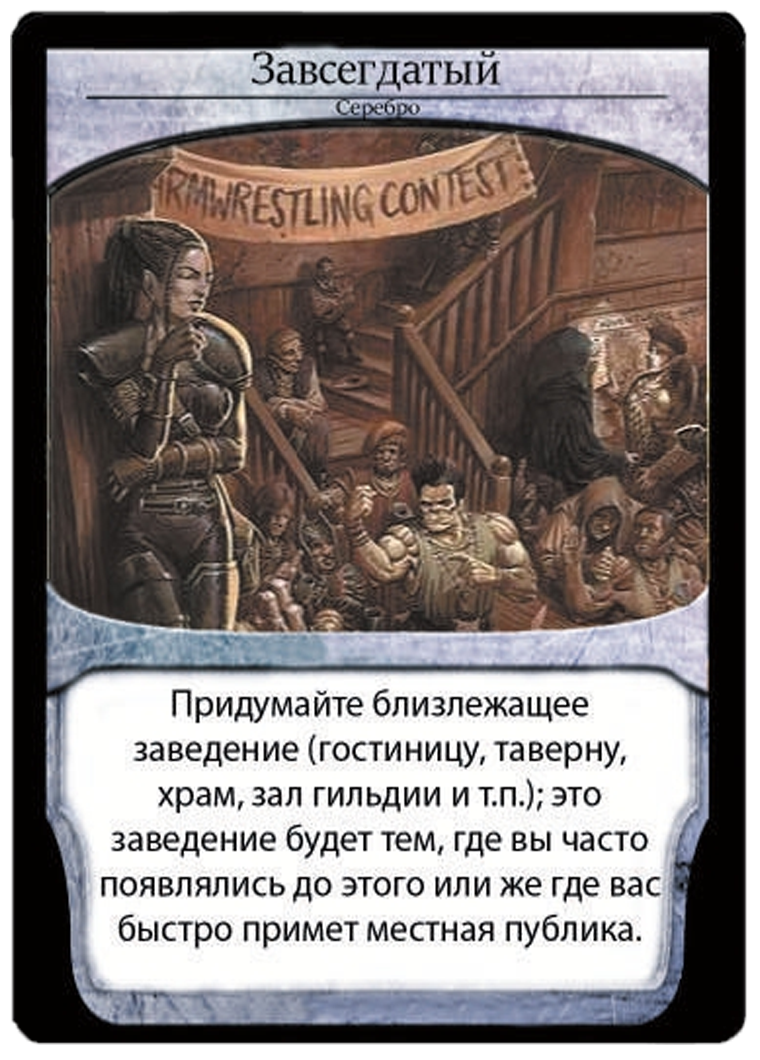 Завсегдатый
Серебро
RMWRESTLING CONTEST
Придумайте близлежащее
заведение (гостиницу, таверну,
храм, зал гильдии и т.п.); это
заведение будет тем, где вы часто
появлялись до этого или же где вас
быстро примет местная публика.